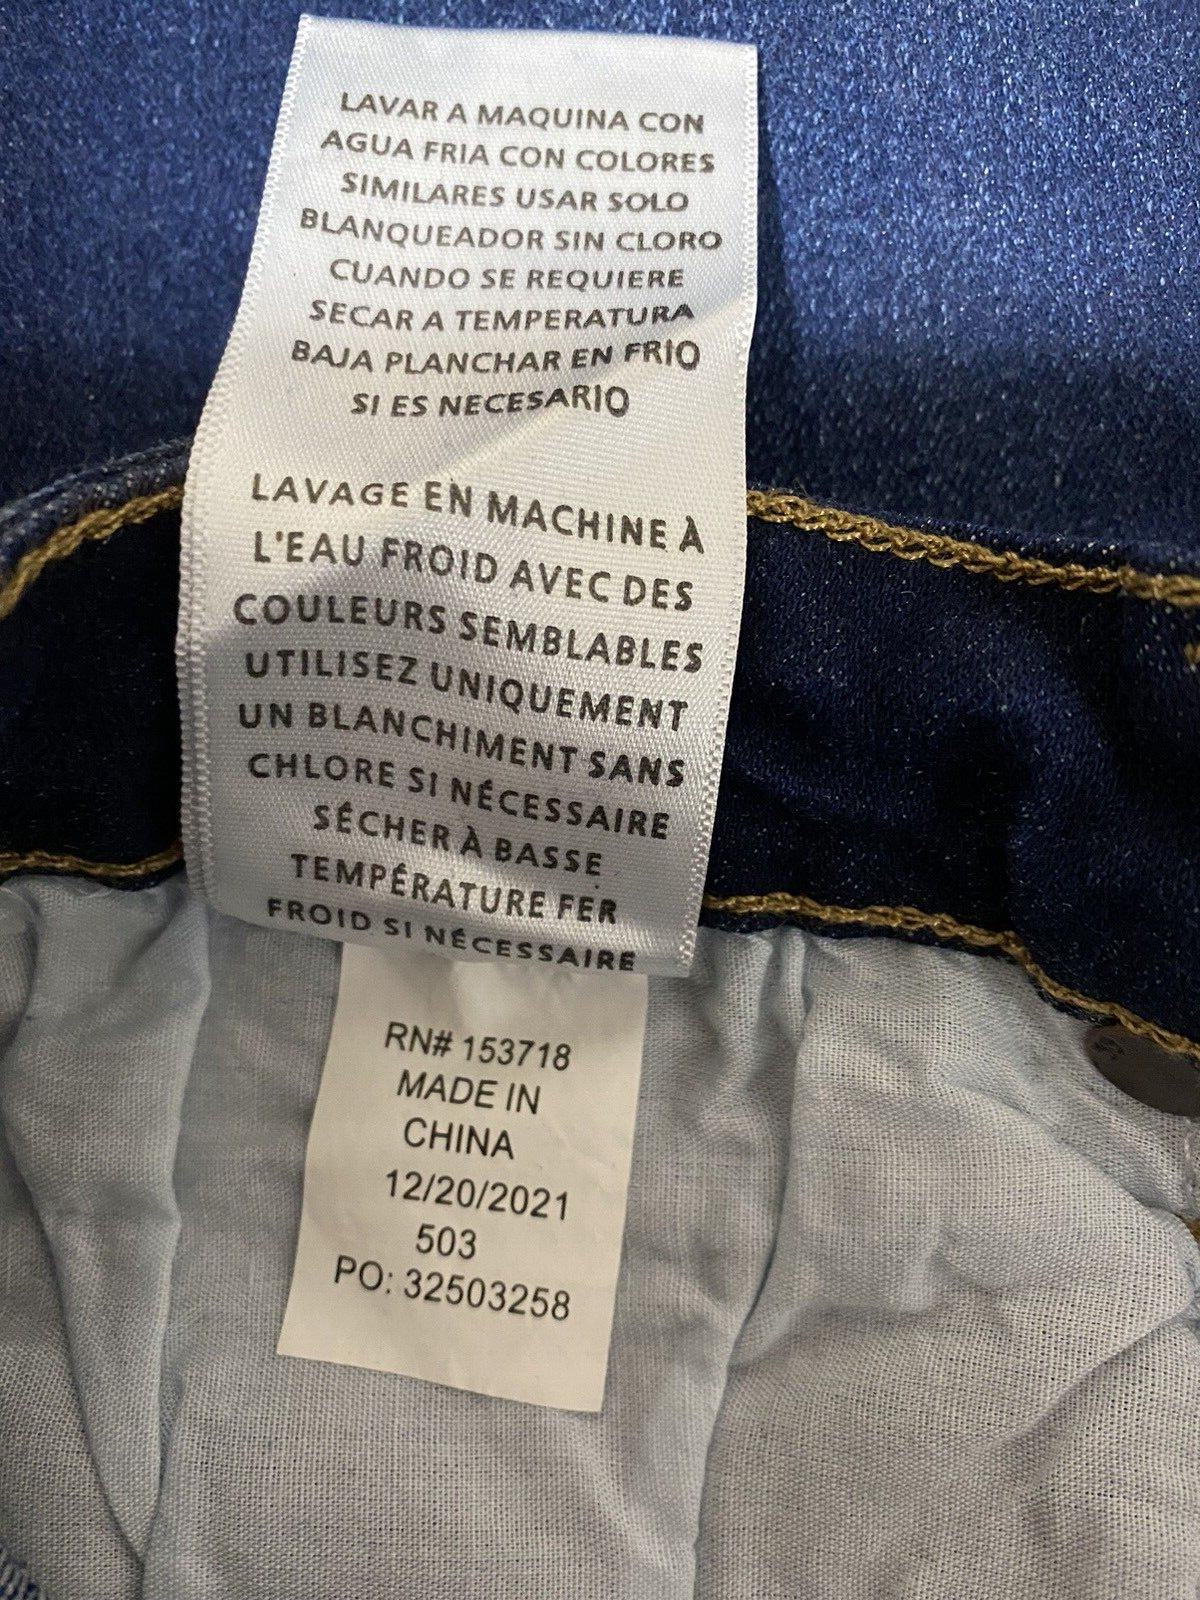 LAVAR A MAQUINA CON
AGUA FRIA CON COLORES
SIMILARES USAR SOLO
BLANQUEADOR SIN CLORO
CUANDO SE REQUIERE
SECAR A TEMPERATURA
BAJA PLANCHAR EN FRIO
SI ES NECESARIO
LAVAGE EN MACHINE À
L'EAU FROID AVEC DES
COULEURS SEMBLABLES
UTILISEZ UNIQUEMENT
UN BLANCHIMENT SANS
CHLORE SI NÉCESSAIRE
SÉCHER À BASSE
TEMPÉRATURE FER
FROID SI NÉCESSAIRE
RN# 153718
MADE IN
CHINA
12/20/2021
503
PO: 32503258